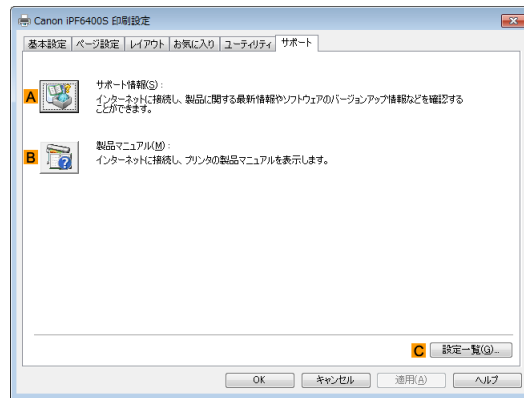 Canon iPF6400S 印刷設定
基本設定 ページ設定 レイアウト お気に入り ユーティリティ サポート
A サポート情報(S) :
インターネットに接続し、製品に関する最新情報やソフトウェアのバージョンアップ情報などを確認する
ことができます。
B 製品マニュアル(M) :
インターネットに接続し、プリンタの製品マニュアルを表示します。
C 設定一覧(G)...
OK キャンセル 適用(A) ヘルプ